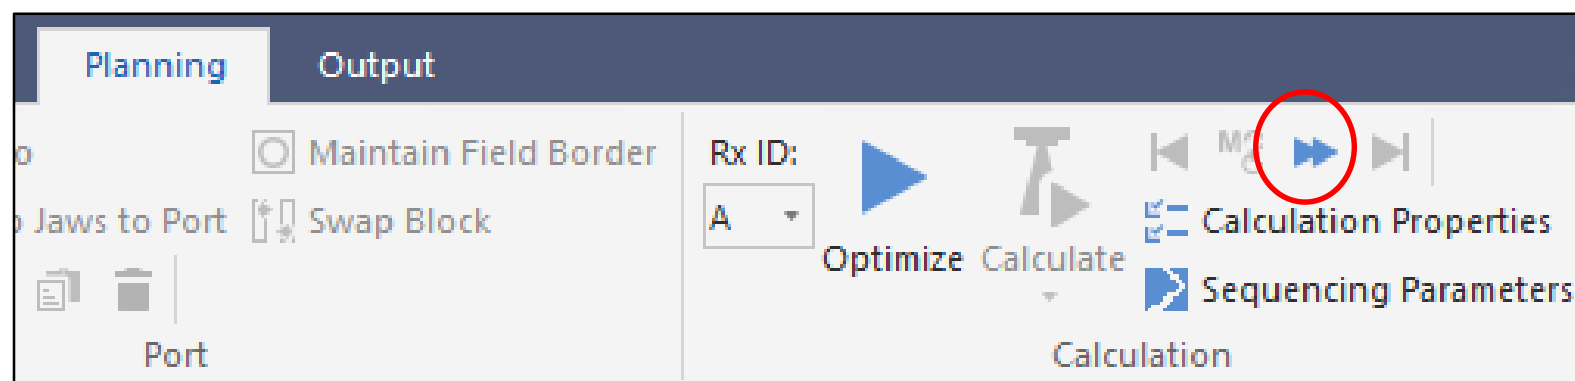 Planning
Output
o
Maintain Field Border
Rx ID:
Jaws to Port
Swap Block
A
Optimize
Calculate
Calculation Properties
Sequencing Parameters
Port
Calculation